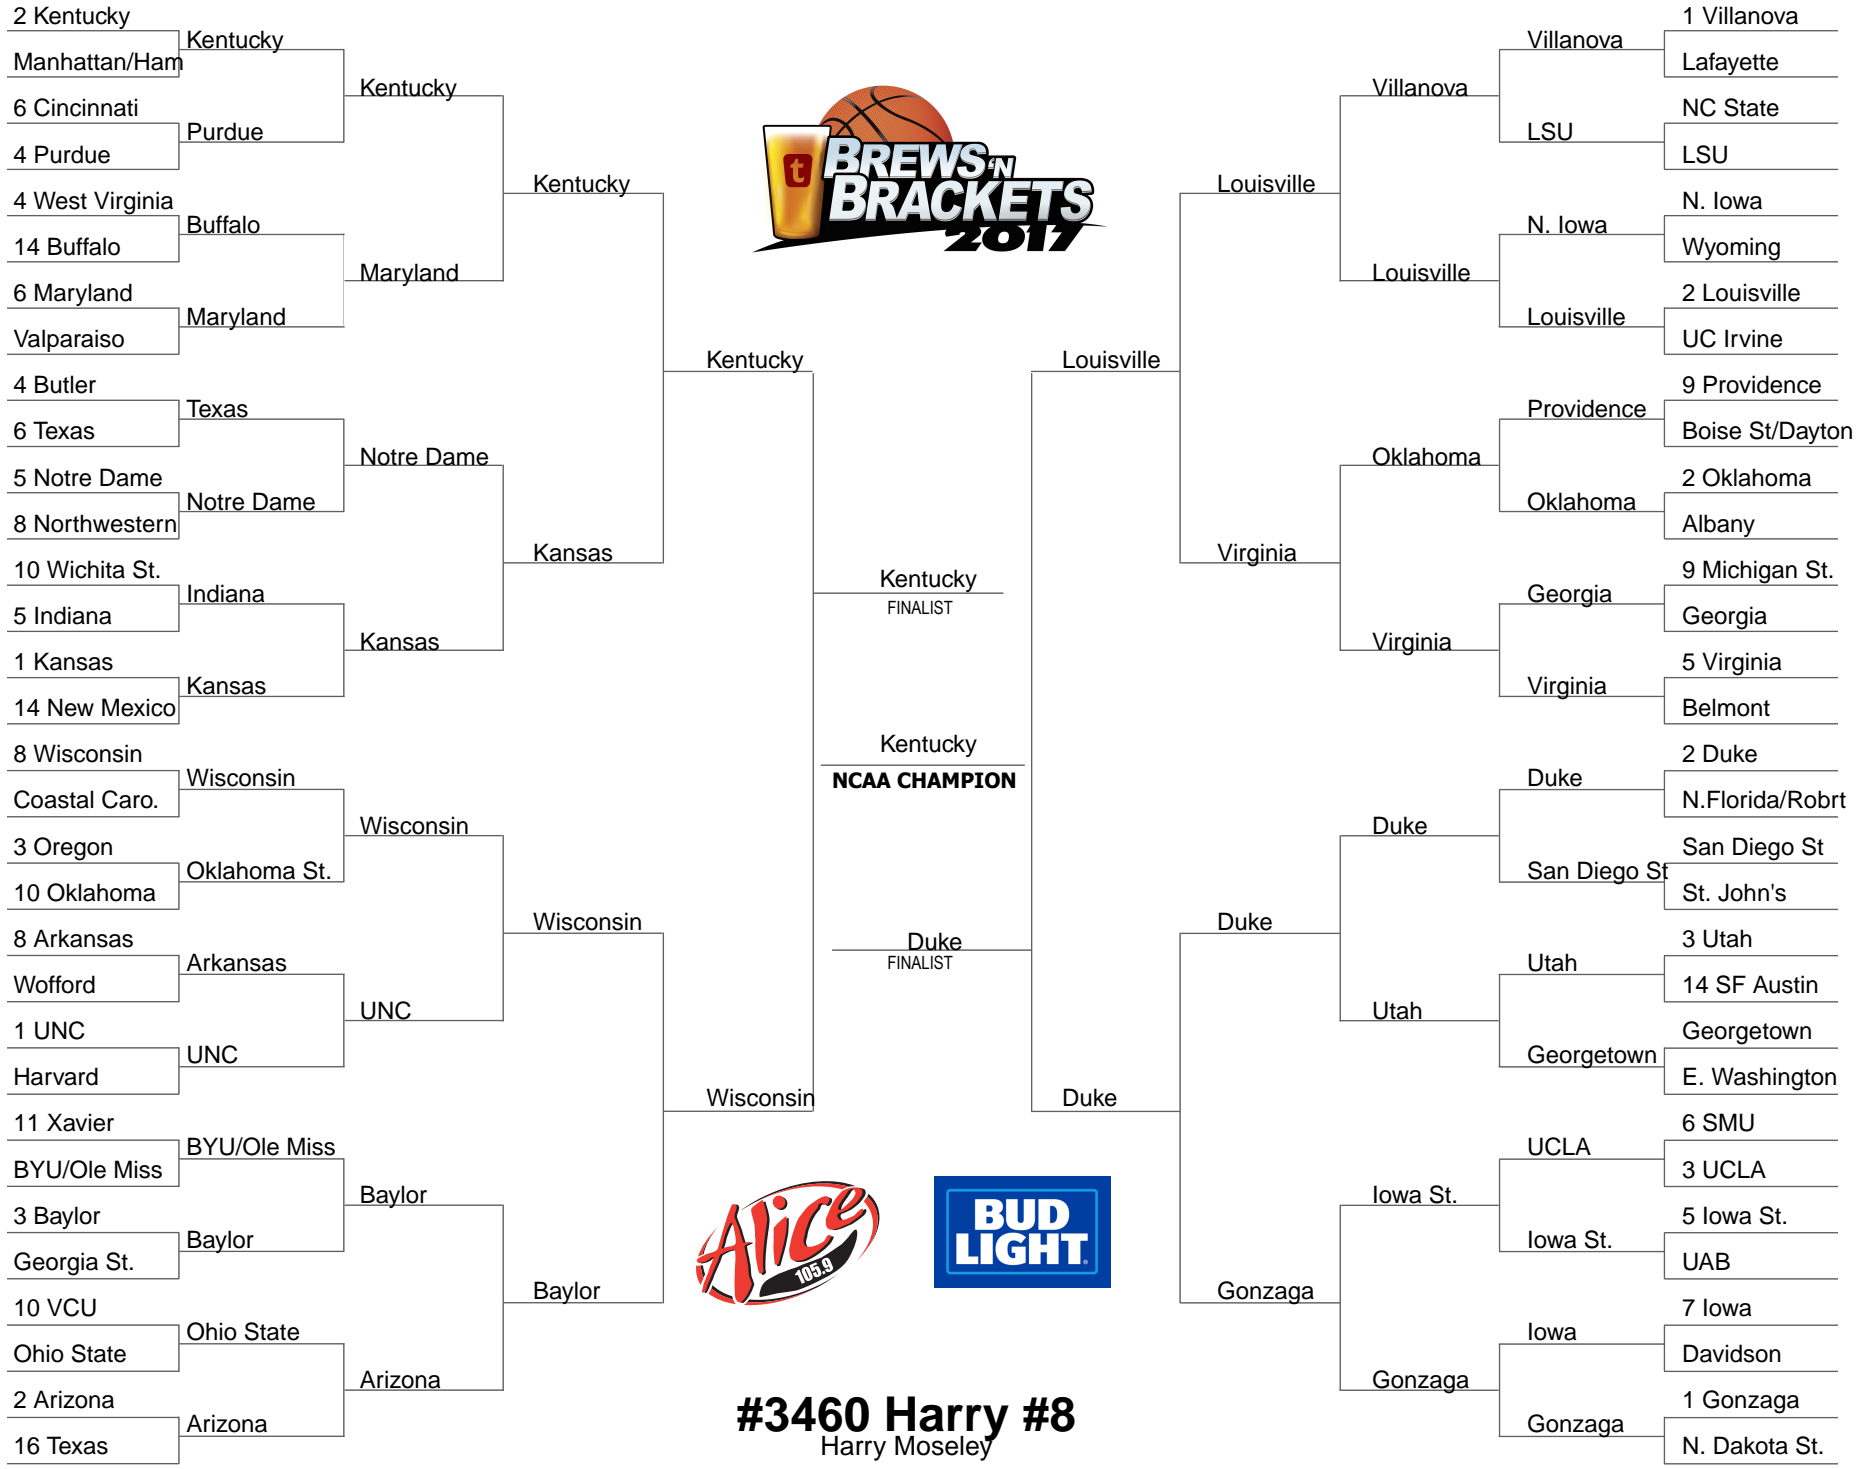 2 Kentucky
Manhattan/Ham
6 Cincinnati
4 Purdue
4 West Virginia
14 Buffalo
6 Maryland
Valparaiso
4 Butler
6 Texas
5 Notre Dame
8 Northwestern
10 Wichita St.
5 Indiana
1 Kansas
14 New Mexico
8 Wisconsin
Coastal Caro.
3 Oregon
10 Oklahoma
8 Arkansas
Wofford
1 UNC
Harvard
11 Xavier
BYU/Ole Miss
3 Baylor
Georgia St.
10 VCU
Ohio State
2 Arizona
16 Texas
Kentucky
Purdue
Buffalo
Maryland
Texas
Notre Dame
Indiana
Kansas
Wisconsin
Oklahoma St.
Arkansas
UNC
BYU/Ole Miss
Baylor
Ohio State
Arizona
Kentucky
Maryland
Notre Dame
Kansas
Wisconsin
UNC
Baylor
Arizona
Kentucky
Kansas
Wisconsin
Baylor
Kentucky
Wisconsin
t
BREWS 'N
BRACKETS
2017
Kentucky
FINALIST
Kentucky
NCAA CHAMPION
Duke
FINALIST
Alice
105.9
BUD
LIGHT
#3460 Harry #8
Harry Moseley
Louisville
Duke
Louisville
Virginia
Duke
Gonzaga
Villanova
Louisville
Oklahoma
Virginia
Duke
Utah
Iowa St.
Gonzaga
Villanova
LSU
N. Iowa
Louisville
Providence
Oklahoma
Georgia
Virginia
Duke
San Diego St
Utah
Georgetown
UCLA
Iowa St.
Iowa
Gonzaga
1 Villanova
Lafayette
NC State
LSU
N. Iowa
Wyoming
2 Louisville
UC Irvine
9 Providence
Boise St/Dayton
2 Oklahoma
Albany
9 Michigan St.
Georgia
5 Virginia
Belmont
2 Duke
N.Florida/Robrt
San Diego St
St. John's
3 Utah
14 SF Austin
Georgetown
E. Washington
6 SMU
3 UCLA
5 Iowa St.
UAB
7 Iowa
Davidson
1 Gonzaga
N. Dakota St.